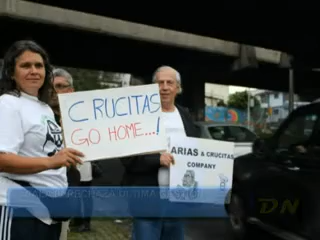 CRUCITAS
GO HOME...!
ARIAS & CRUCITAS
COMPANY
DN